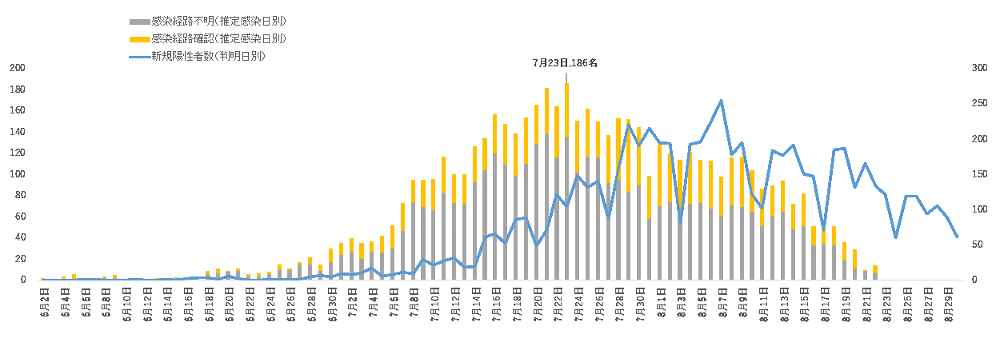 感染経路不明(推定感染日別)
感染経路確認(推定感染日別)
新規陽性者数(判明日別)
7月23日,186名
200
180
160
140
120
100
80
60
40
20
0
300
250
200
150
100
50
0
6月2日
6月4日
6月6日
6月8日
6月10日
6月12日
6月14日
6月16日
6月18日
6月20日
6月22日
6月24日
6月26日
6月28日
6月30日
7月2日
7月4日
7月6日
7月8日
7月10日
7月12日
7月14日
7月16日
7月18日
7月20日
7月22日
7月24日
7月26日
7月28日
7月30日
8月1日
8月3日
8月5日
8月7日
8月9日
8月11日
8月13日
8月15日
8月17日
8月19日
8月21日
8月23日
8月25日
8月27日
8月29日